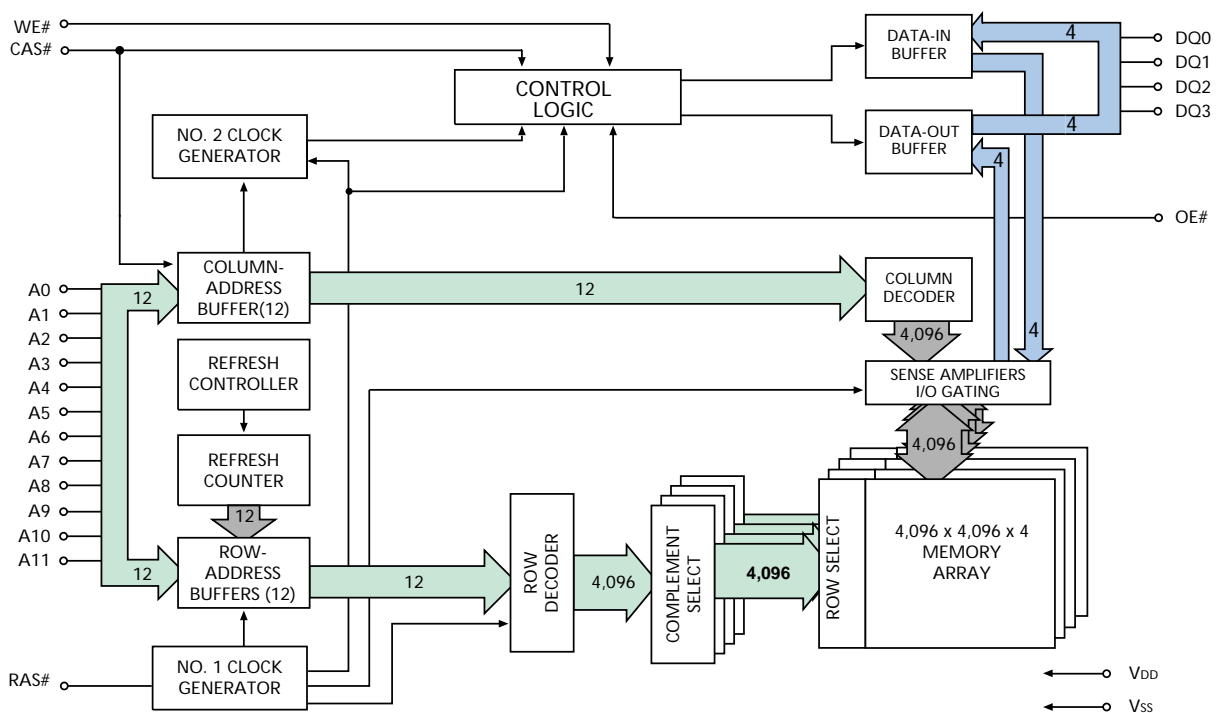 WE#
CAS#
CONTROL
LOGIC
DATA-IN
BUFFER
4
4
DQ0
DQ1
DQ2
DQ3
NO. 2 CLOCK
GENERATOR
DATA-OUT
BUFFER
4
4
OE#
COLUMN-
ADDRESS
BUFFER(12)
12
12
COLUMN
DECODER
4,096
4
A0
A1
A2
A3
A4
A5
A6
A7
A8
A9
A10
A11
REFRESH
CONTROLLER
SENSE AMPLIFIERS
I/O GATING
4,096
REFRESH
COUNTER
12
ROW-
ADDRESS
BUFFERS (12)
12
12
ROW
DECODER
4,096
COMPLEMENT
SELECT
4,096
ROW SELECT
4,096 x 4,096 x 4
MEMORY
ARRAY
RAS#
NO. 1 CLOCK
GENERATOR
VDD
VSS